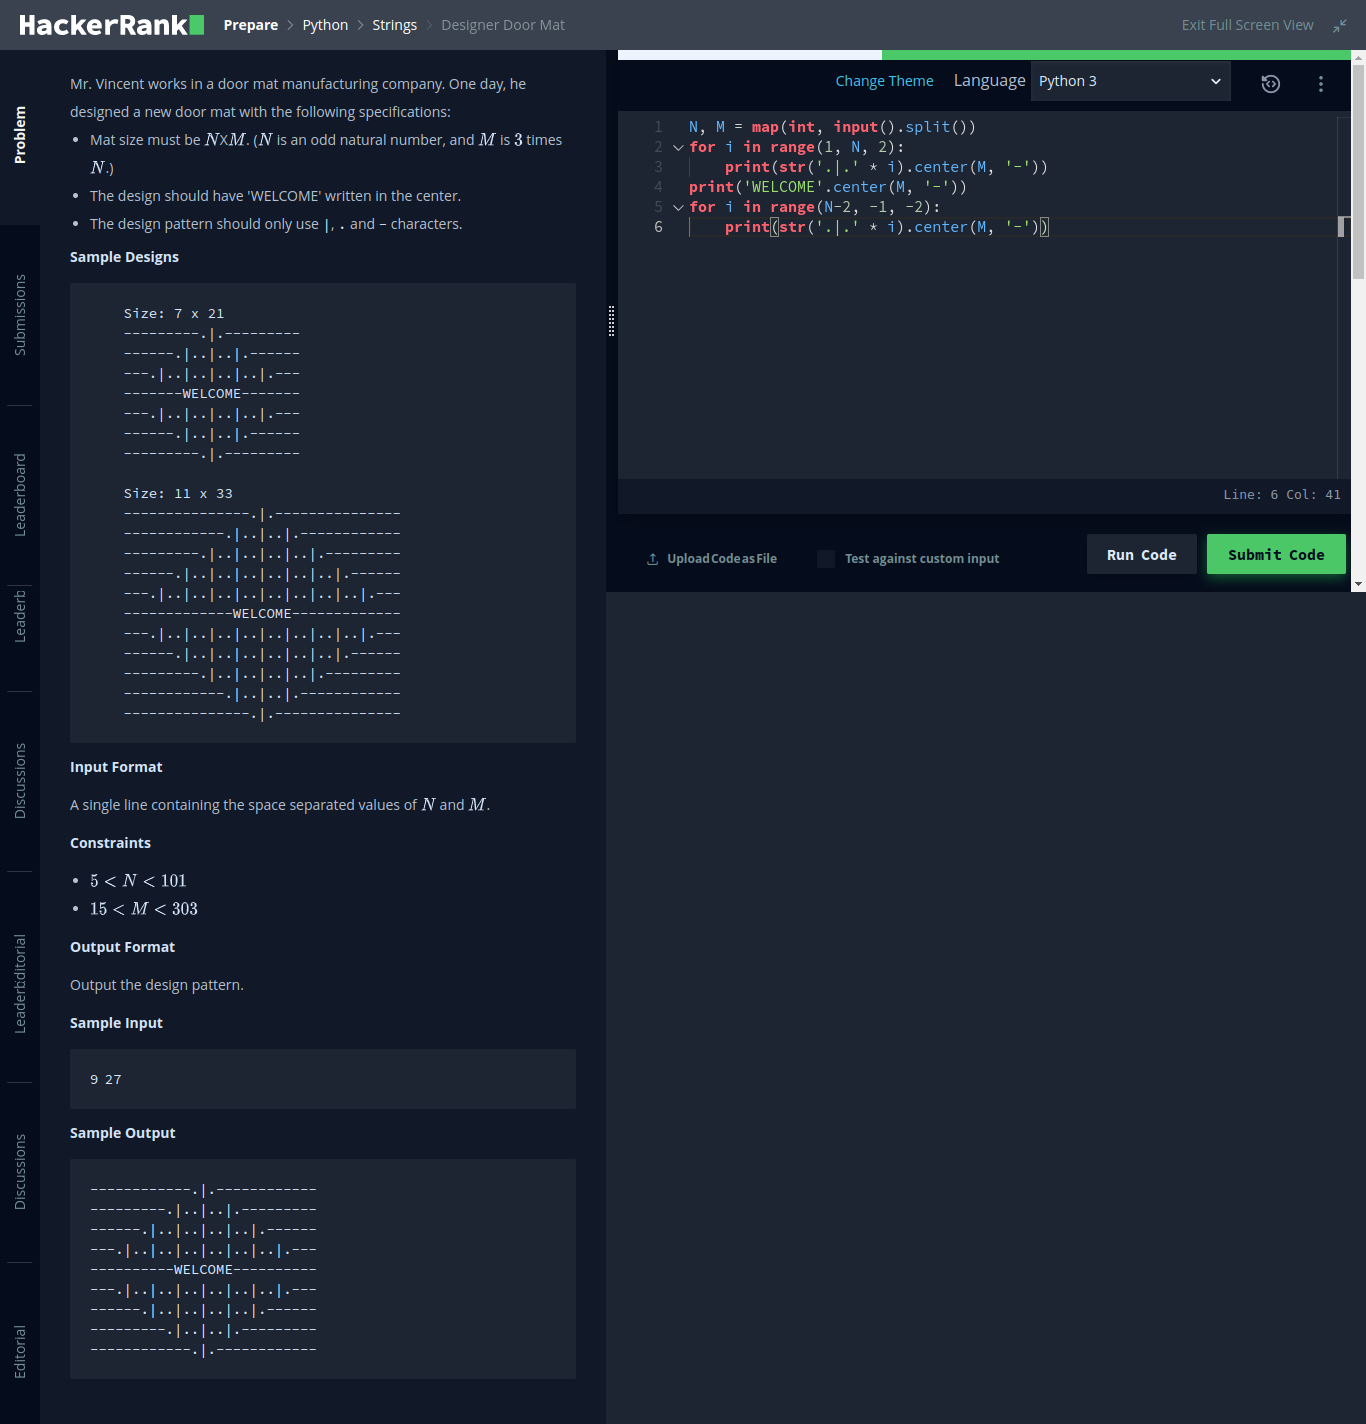 HackerRank Prepare > Python > Strings > Designer Door Mat Exit Full Screen View
Problem
Submissions
Leaderboard
Leaderb
Discussions
Leaderb:ditorial
Discussions
Editorial
Mr. Vincent works in a door mat manufacturing company. One day, he
designed a new door mat with the following specifications:
• Mat size must be NXM. (N is an odd natural number, and M is 3 times
N.)
• The design should have 'WELCOME' written in the center.
• The design pattern should only use |, . and - characters.
Sample Designs
Size: 7 x 21
---------.|.---------
------.|..|..|.------
---.|..|..|..|..|.---
-------WELCOME-------
---.|..|..|..|..|.---
------.|..|..|.------
---------.|.---------
Size: 11 x 33
---------------.|.---------------
------------.|..|..|.------------
---------.|..|..|..|..|.---------
------.|..|..|..|..|..|..|.------
---.|..|..|..|..|..|..|..|..|.---
-------------WELCOME-------------
---.|..|..|..|..|..|..|..|..|.---
------.|..|..|..|..|..|..|.------
---------.|..|..|..|..|.---------
------------.|..|..|.------------
---------------.|.---------------
Input Format
A single line containing the space separated values of N and M.
Constraints
• 5 < N < 101
• 15 < M < 303
Output Format
Output the design pattern.
Sample Input
9 27
Sample Output
------------.|.------------
---------.|..|..|.---------
------.|..|..|..|..|.------
---.|..|..|..|..|..|..|.---
----------WELCOME----------
---.|..|..|..|..|..|..|.---
------.|..|..|..|..|.------
---------.|..|..|.---------
------------.|.------------
Change Theme Language Python 3
1 N, M = map(int, input().split())
2 for i in range(1, N, 2):
3     print(str('.|.' * i).center(M, '-'))
4 print('WELCOME'.center(M, '-'))
5 for i in range(N-2, -1, -2):
6     print(str('.|.' * i).center(M, '-'))
Line: 6 Col: 41
Upload Code as File Test against custom input Run Code Submit Code